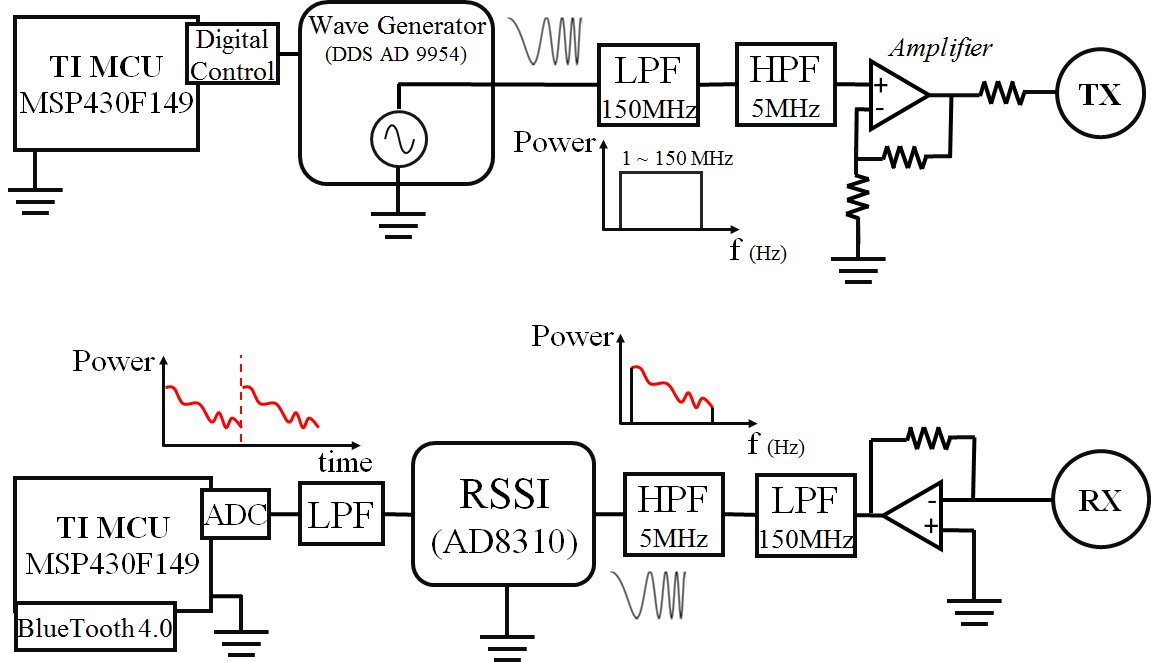 TI MCU
MSP430F149
Digital
Control
Wave Generator
(DDS AD 9954)
LPF
150MHz
HPF
5MHz
Amplifier
+
-
TX
Power
1 ~ 150 MHz
f (Hz)
Power
time
Power
f (Hz)
TI MCU
MSP430F149
BlueTooth 4.0
ADC
LPF
RSSI
(AD8310)
HPF
5MHz
LPF
150MHz
-
+
RX